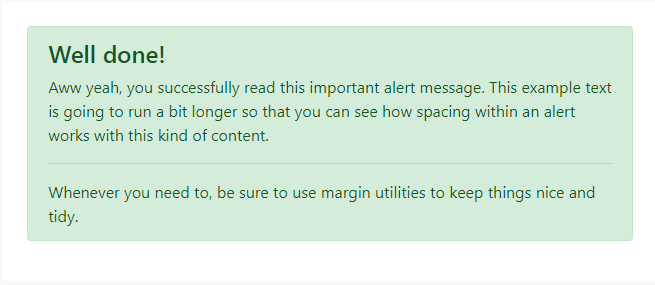 Well done!
Aww yeah, you successfully read this important alert message. This example text
is going to run a bit longer so that you can see how spacing within an alert
works with this kind of content.
Whenever you need to, be sure to use margin utilities to keep things nice and
tidy.